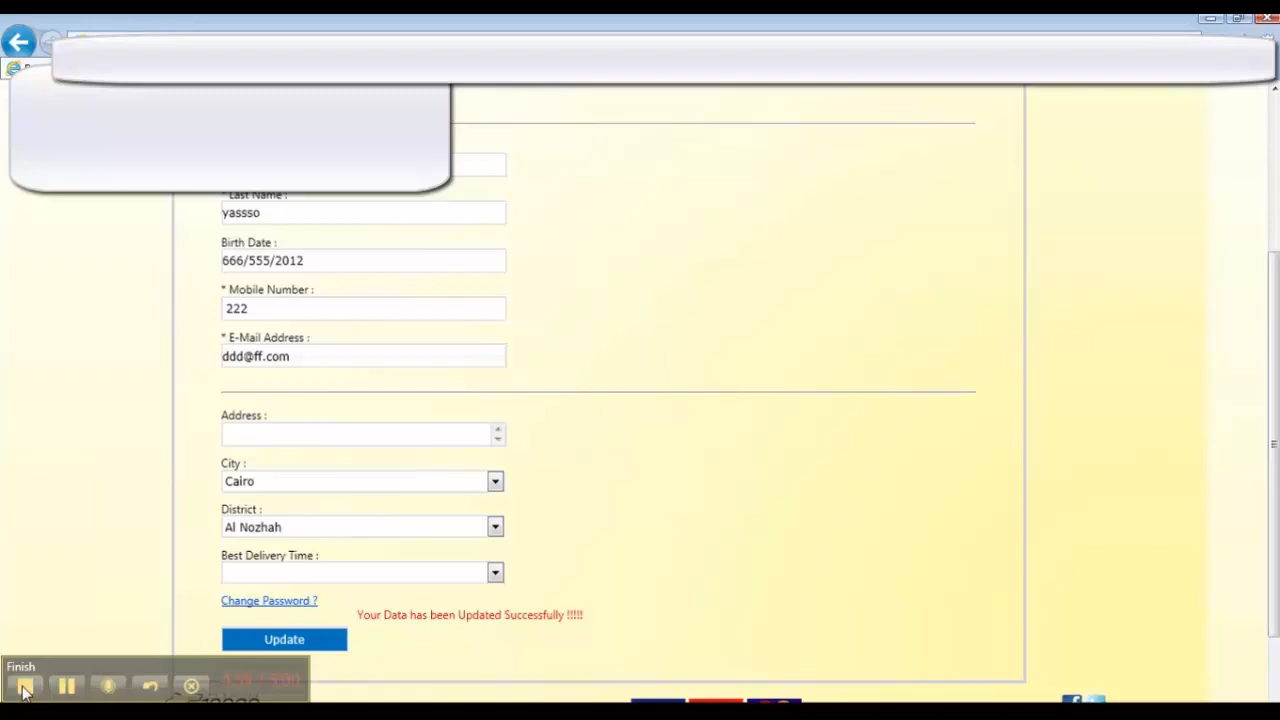 * Last Name :
yassso
Birth Date :
666/555/2012
* Mobile Number :
222
* E-Mail Address :
ddd@ff.com
Address :
City :
Cairo
District :
Al Nozhah
Best Delivery Time :
Change Password ?
Your Data has been Updated Successfully !!!!!
Update
Finish